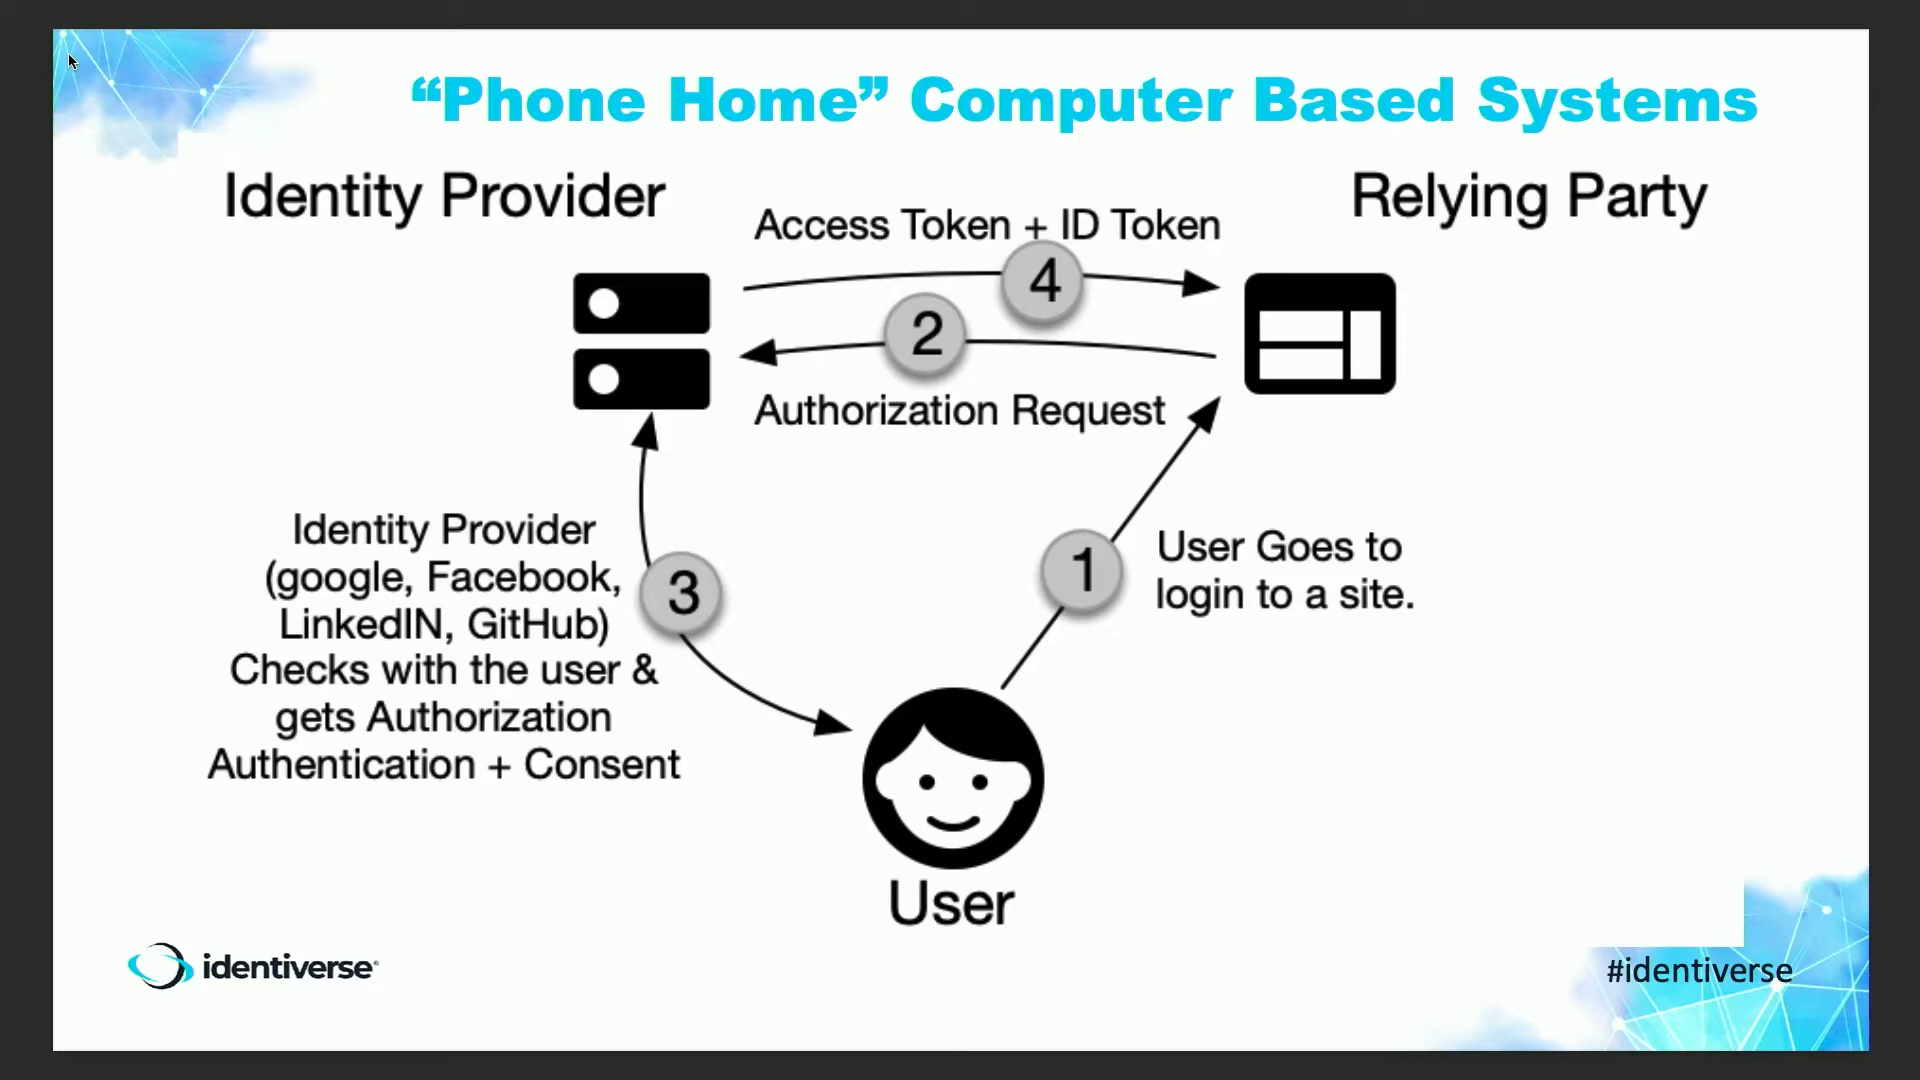 “Phone Home” Computer Based Systems
Identity Provider
Relying Party
Access Token + ID Token
4
2
Authorization Request
Identity Provider
(google, Facebook,
LinkedIN, GitHub)
Checks with the user &
gets Authorization
Authentication + Consent
3
1
User Goes to
login to a site.
User
identiverse
#identiverse